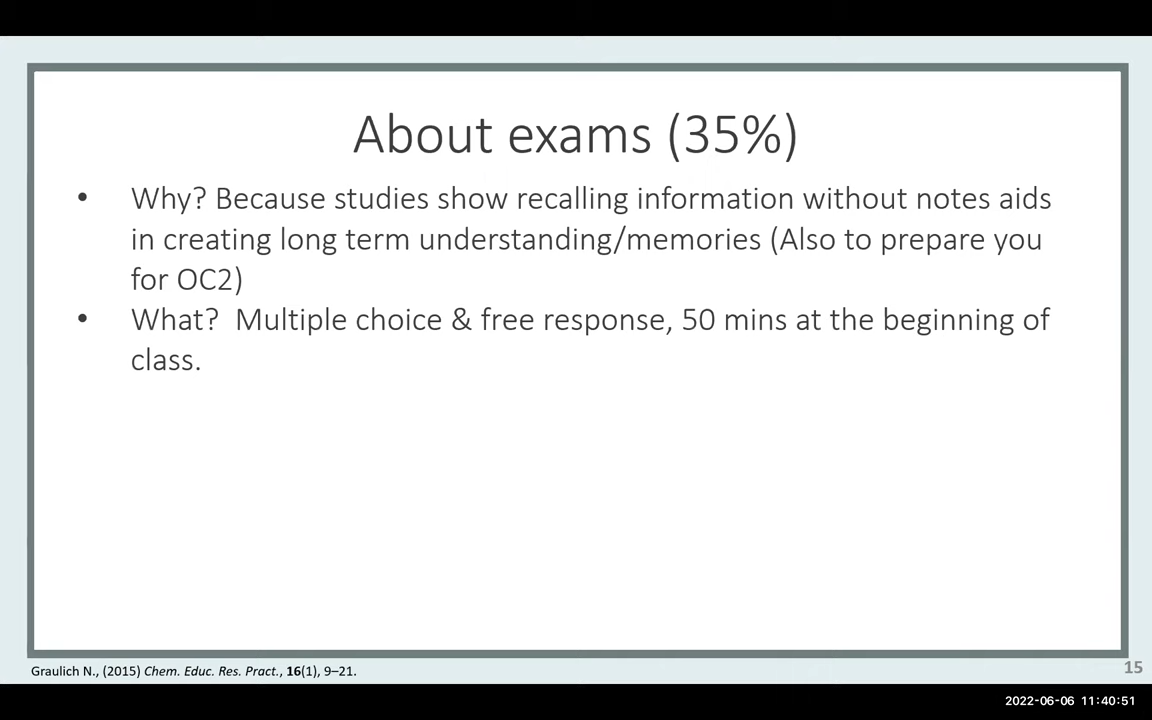 About exams (35%)
• Why? Because studies show recalling information without notes aids
in creating long term understanding/memories (Also to prepare you
for OC2)
• What?  Multiple choice & free response, 50 mins at the beginning of
class.
Graulich N., (2015) Chem. Educ. Res. Pract., 16(1), 9–21.
15
2022-06-06 11:40:51